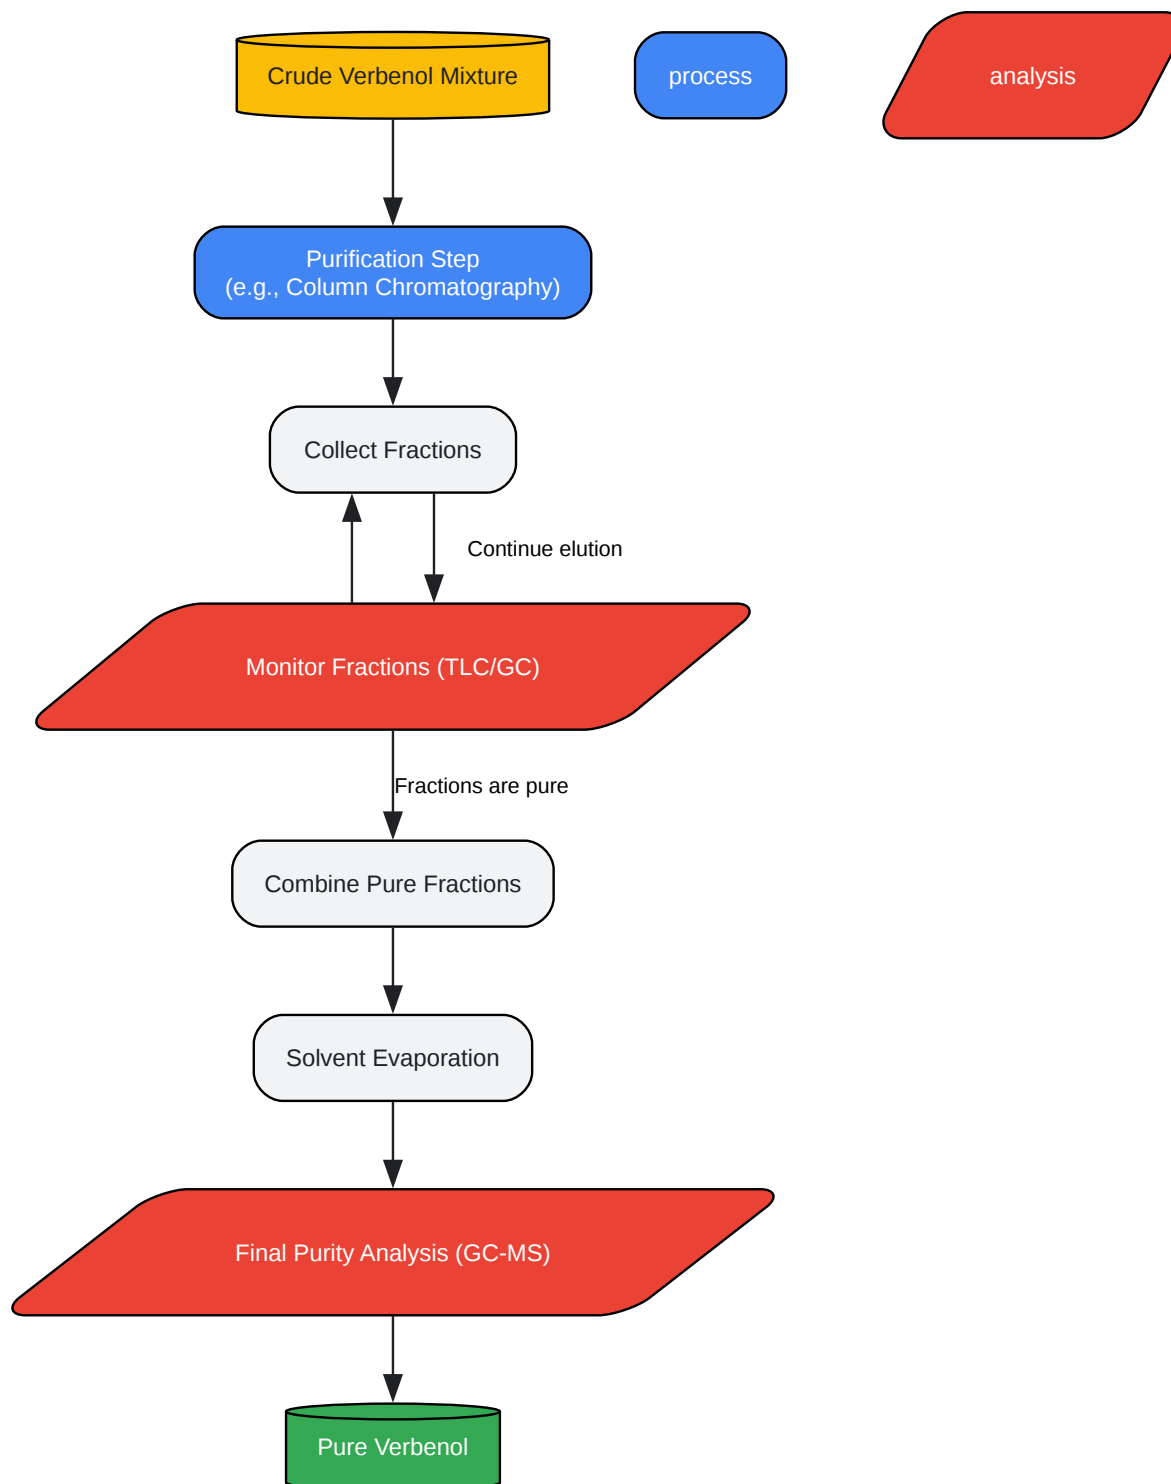 Crude Verbenol Mixture
process
analysis
Purification Step
(e.g., Column Chromatography)
Collect Fractions
Continue elution
Monitor Fractions (TLC/GC)
Fractions are pure
Combine Pure Fractions
Solvent Evaporation
Final Purity Analysis (GC-MS)
Pure Verbenol